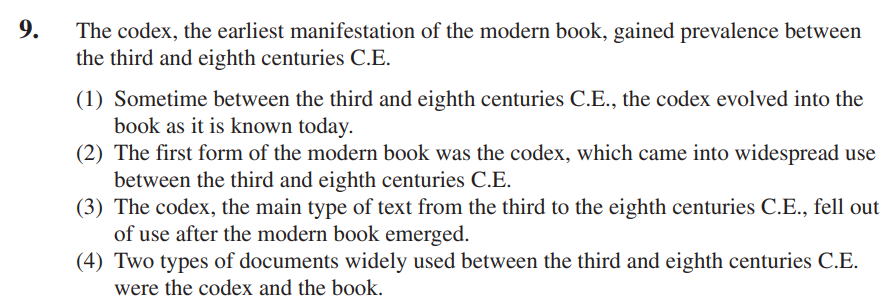 9. The codex, the earliest manifestation of the modern book, gained prevalence between
the third and eighth centuries C.E.
(1) Sometime between the third and eighth centuries C.E., the codex evolved into the
book as it is known today.
(2) The first form of the modern book was the codex, which came into widespread use
between the third and eighth centuries C.E.
(3) The codex, the main type of text from the third to the eighth centuries C.E., fell out
of use after the modern book emerged.
(4) Two types of documents widely used between the third and eighth centuries C.E.
were the codex and the book.